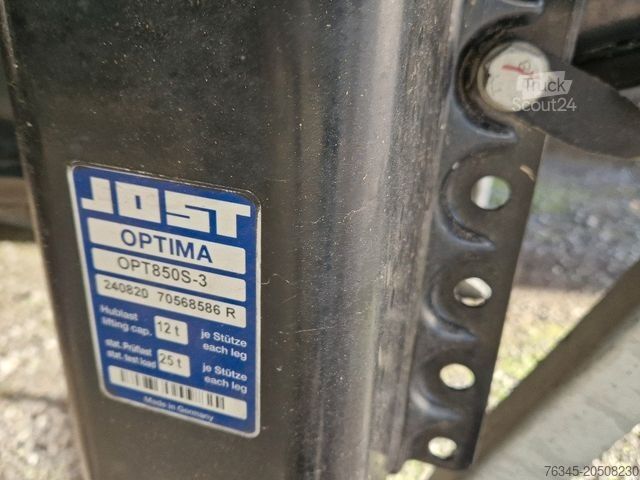 Truck
Scout24
JOST
OPTIMA
OPT850S-3
240820 70568586 R
Hublast 12 t je Stütze
lifting cap. each leg
stat. Prüflast 25 t je Stütze
stat. test load each leg
Made in Germany
76345-20508230